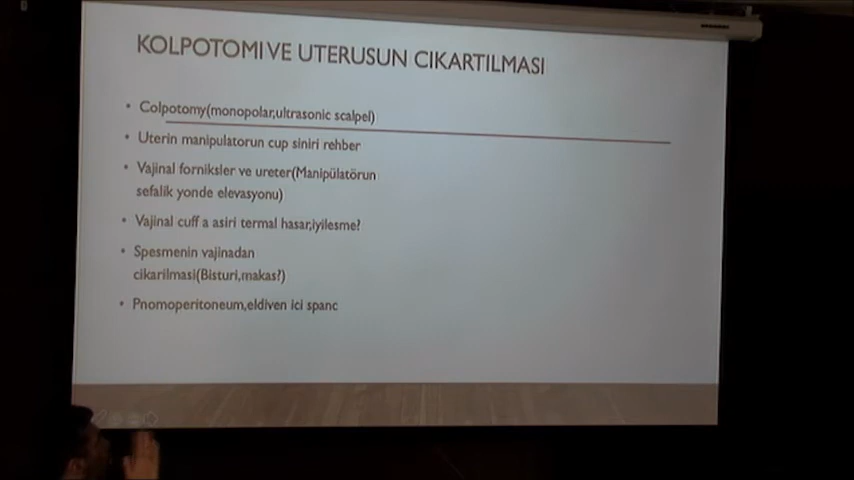 KOLPOTOMI VE UTERUSUN CIKARTILMASI
• Colpotomy(monopolar,ultrasonic scalpel)
• Uterin manipulatorun cup siniri rehber
• Vajinal forniksler ve ureter(Manipülatörun
sefalik yonde elevasyonu)
• Vajinal cuff a asiri termal hasar,iyilesme?
• Spesmenin vajinadan
cikarilmasi(Bisturi,makas?)
• Pnomoperitoneum,eldiven ici spanc